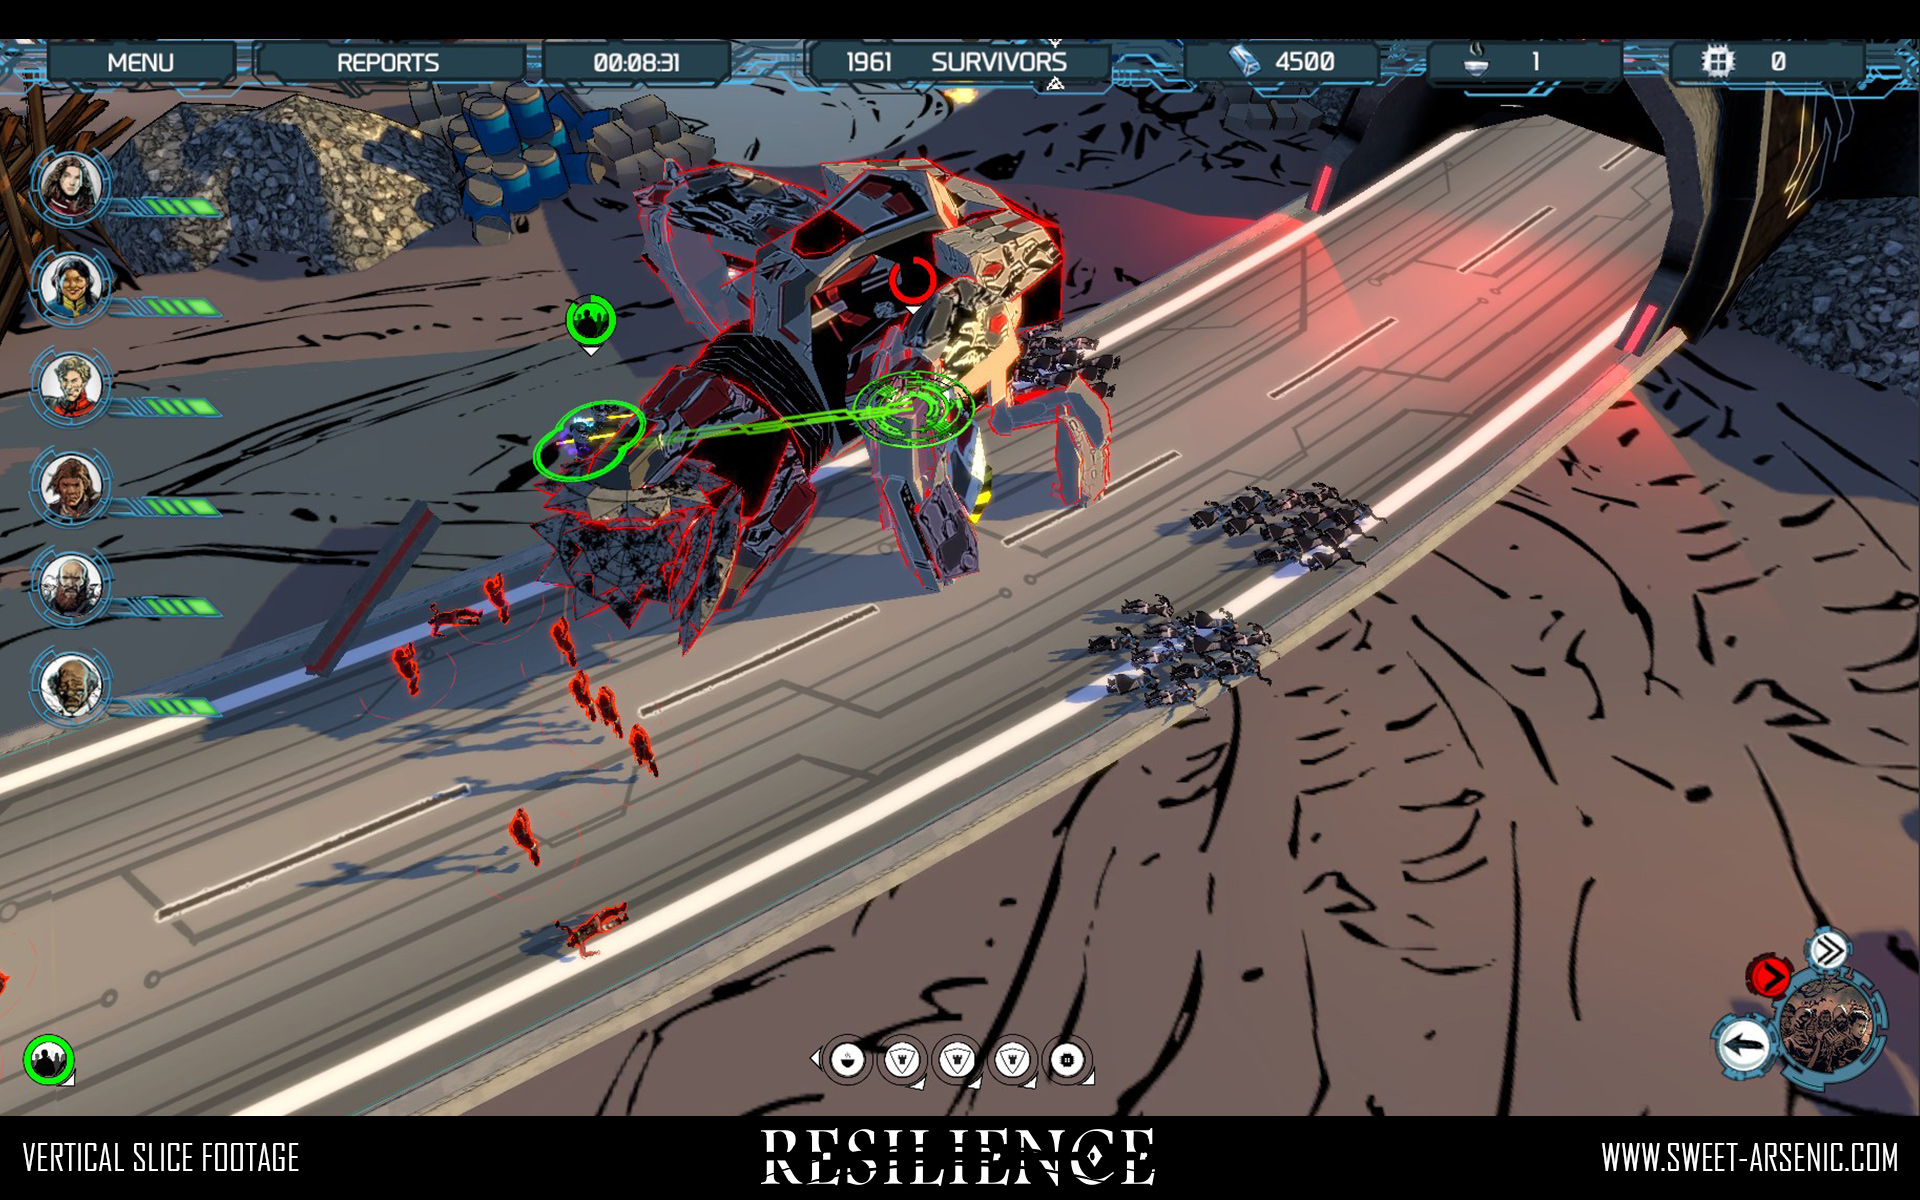 MENU REPORTS 00:08:31 1961 SURVIVORS 4500 1 0
VERTICAL SLICE FOOTAGE RESILIENCE WWW.SWEET-ARSENIC.COM